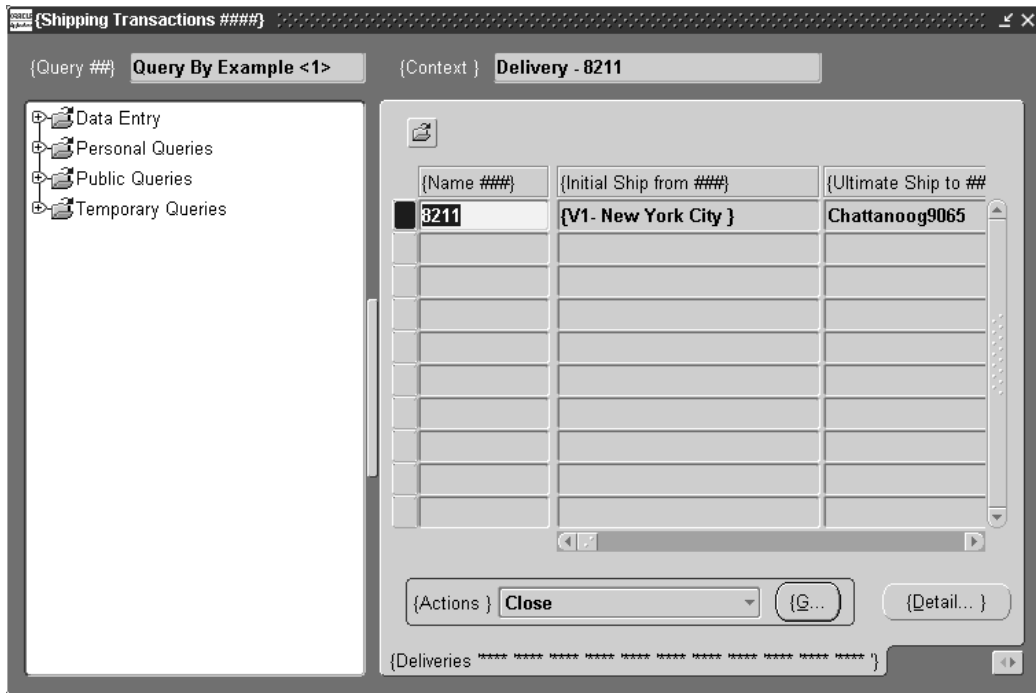 {Shipping Transactions ####}
{Query ##} Query By Example <1> {Context } Delivery - 8211
Data Entry
Personal Queries
Public Queries
Temporary Queries
{Name ###} {Initial Ship from ###} {Ultimate Ship to ##
8211 {V1- New York City } Chattanoog9065
{Actions } Close {G... {Detail... }
{Deliveries '***** '***** '***** '***** '***** '***** '***** '***** '***** '***** '***** '}